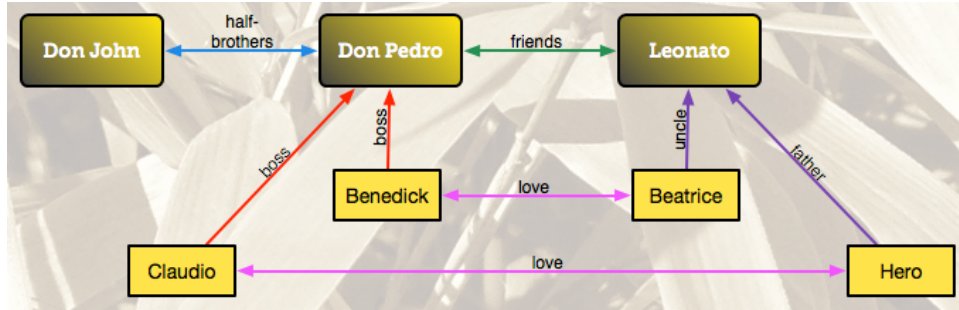 half-
brothers
Don John
Don Pedro
friends
Leonato
boss
boss
uncle
father
Benedick
love
Beatrice
Claudio
love
Hero